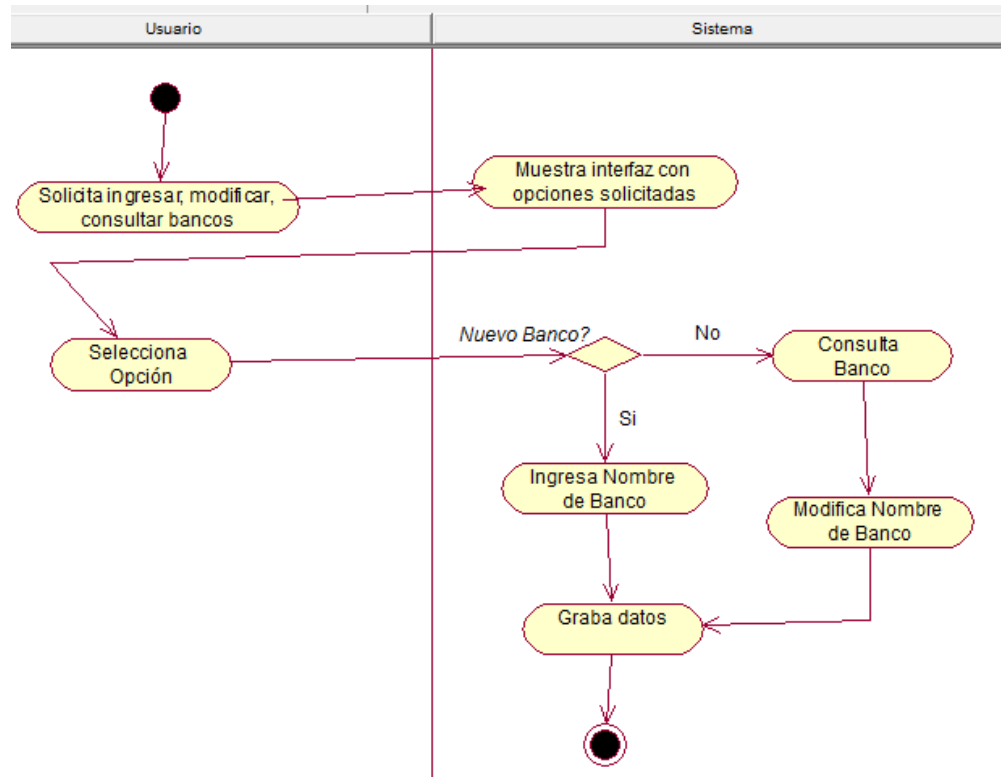 Usuario
Sistema
Solicita ingresar, modificar,
consultar bancos
Muestra interfaz con
opciones solicitadas
Selecciona
Opción
Nuevo Banco?
No
Consulta
Banco
Si
Ingresa Nombre
de Banco
Modifica Nombre
de Banco
Graba datos